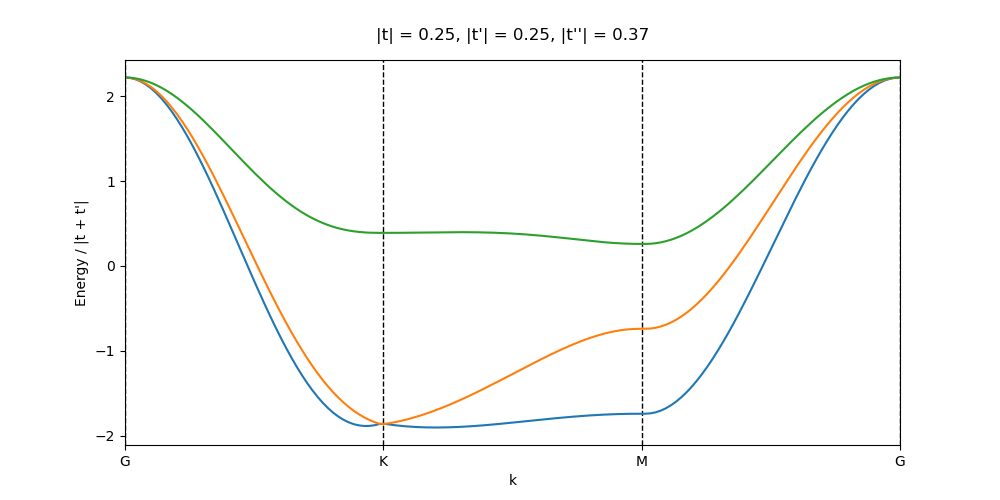 |t| = 0.25, |t'| = 0.25, |t''| = 0.37
Energy / |t + t'|
2
1
0
−1
−2
G
K
M
G
k